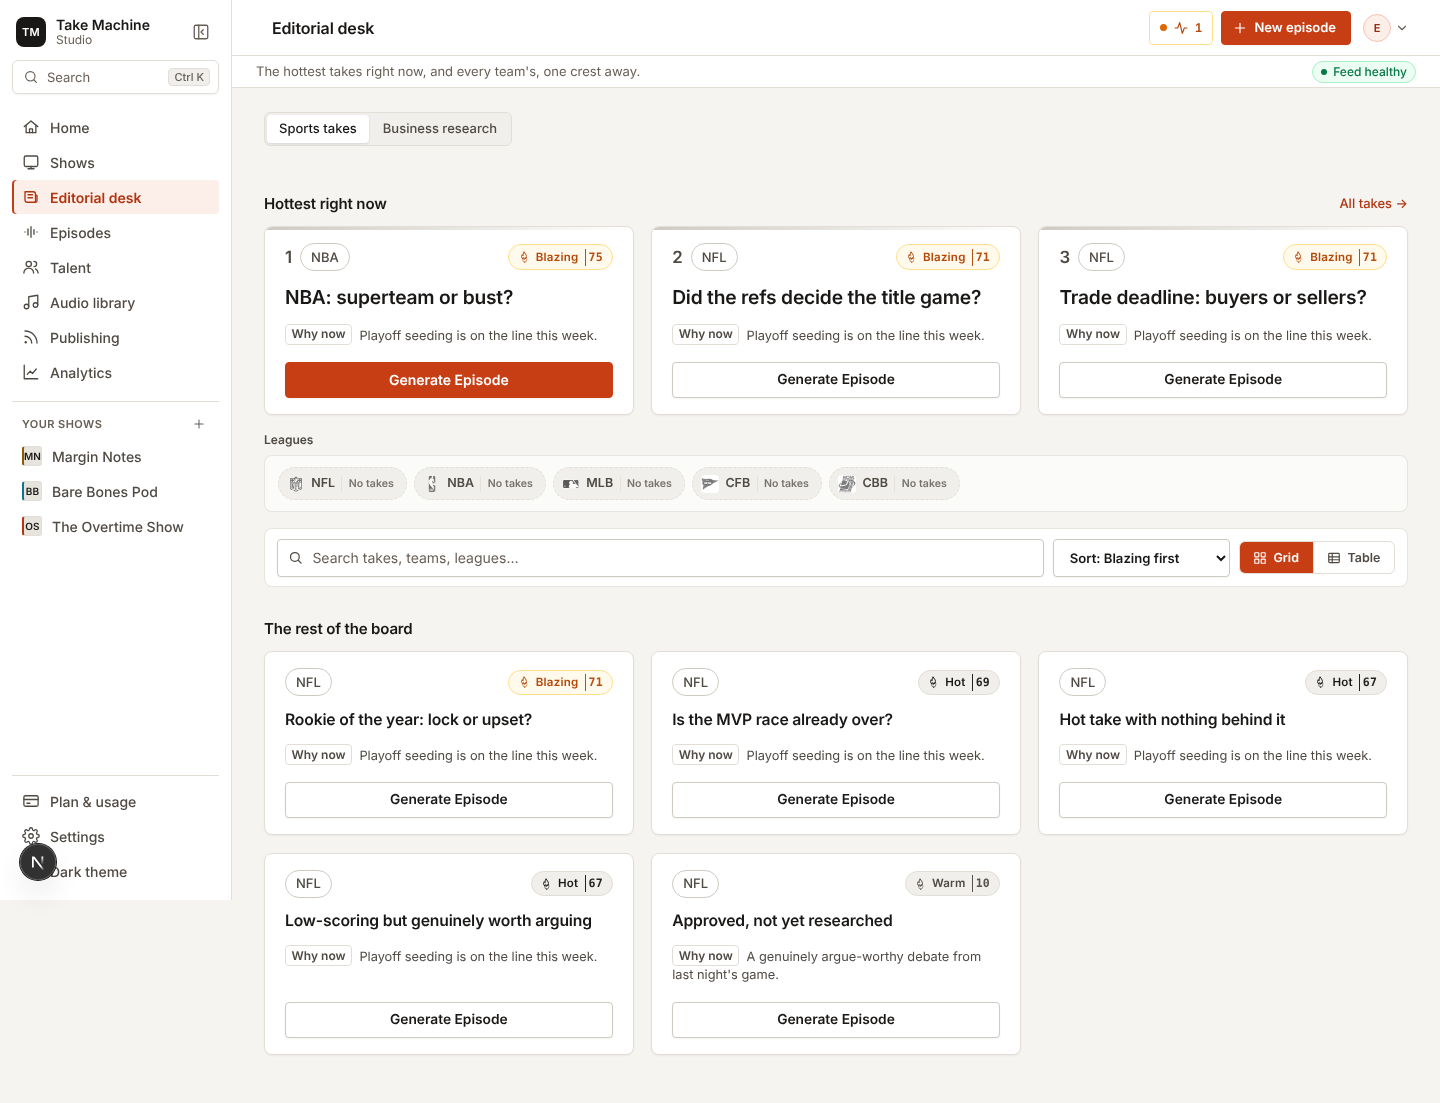 TM
Take Machine
Studio
Search
Ctrl K
Home
Shows
Editorial desk
Episodes
Talent
Audio library
Publishing
Analytics
YOUR SHOWS
MN Margin Notes
BB Bare Bones Pod
OS The Overtime Show
Plan & usage
Settings
N
Dark theme
Editorial desk
1
New episode
E
The hottest takes right now, and every team's, one crest away.
Feed healthy
Sports takes
Business research
Hottest right now
All takes →
1 NBA Blazing 75
NBA: superteam or bust?
Why now Playoff seeding is on the line this week.
Generate Episode
2 NFL Blazing 71
Did the refs decide the title game?
Why now Playoff seeding is on the line this week.
Generate Episode
3 NFL Blazing 71
Trade deadline: buyers or sellers?
Why now Playoff seeding is on the line this week.
Generate Episode
Leagues
NFL No takes
NBA No takes
MLB No takes
CFB No takes
CBB No takes
Search takes, teams, leagues...
Sort: Blazing first
Grid
Table
The rest of the board
NFL Blazing 71
Rookie of the year: lock or upset?
Why now Playoff seeding is on the line this week.
Generate Episode
NFL Hot 69
Is the MVP race already over?
Why now Playoff seeding is on the line this week.
Generate Episode
NFL Hot 67
Hot take with nothing behind it
Why now Playoff seeding is on the line this week.
Generate Episode
NFL Hot 67
Low-scoring but genuinely worth arguing
Why now Playoff seeding is on the line this week.
Generate Episode
NFL Warm 10
Approved, not yet researched
Why now A genuinely argue-worthy debate from
last night's game.
Generate Episode